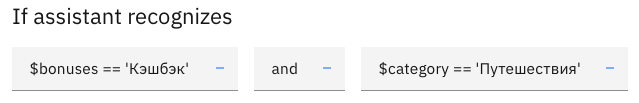 If assistant recognizes
$bonuses == 'Кэшбэк' and $category == 'Путешествия'